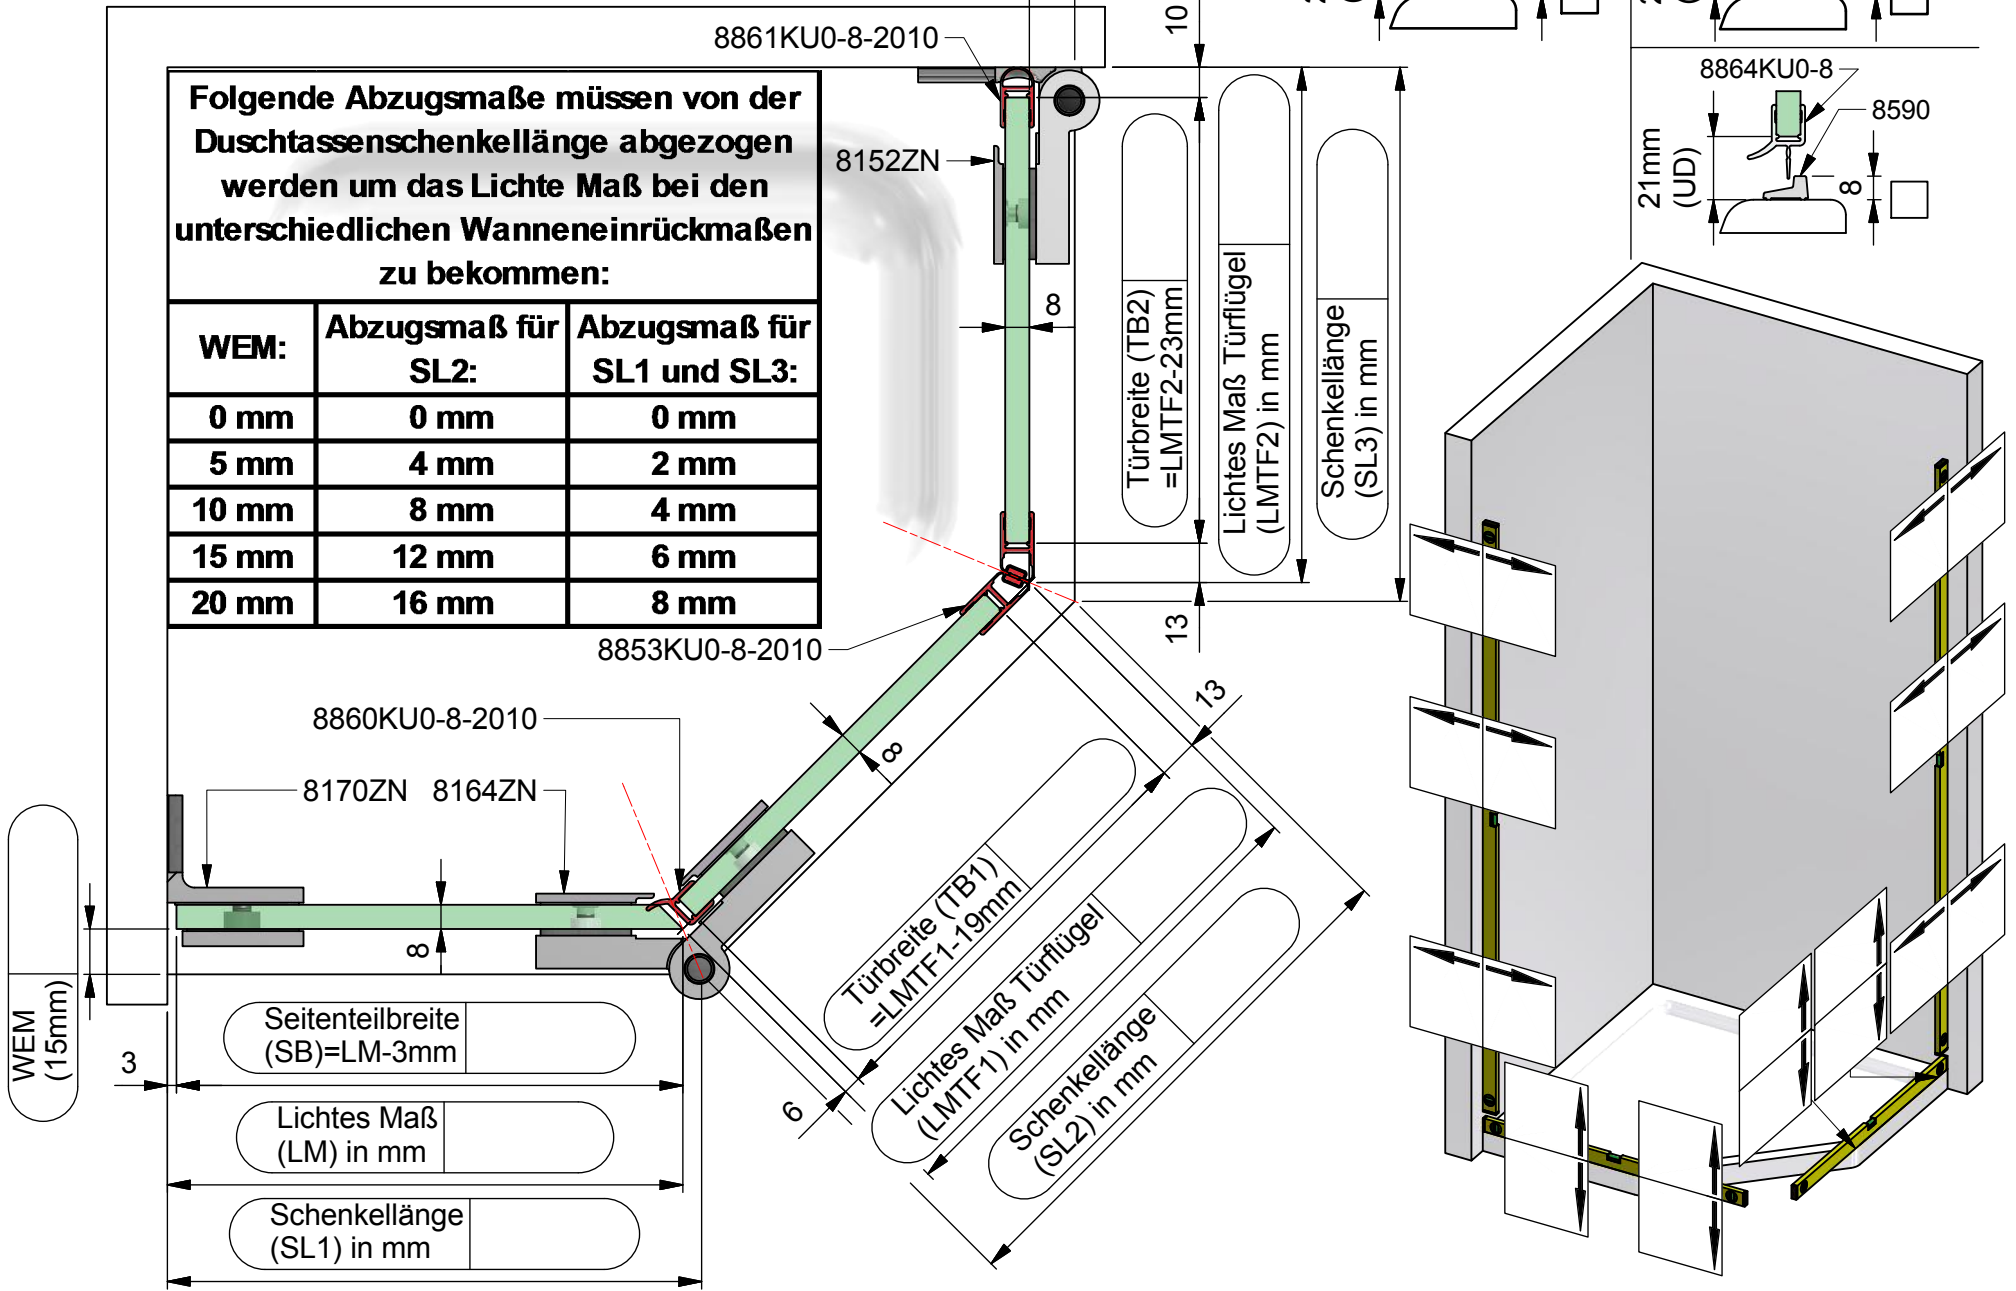 8861KU0-8-2010
10
8864KU0-8
8590
21mm
(UD)
8
Folgende Abzugsmaße müssen von der
Duschtassenschenkellänge abgezogen
werden um das Lichte Maß bei den
unterschiedlichen Wanneneinrückmaßen
zu bekommen:
WEM:
Abzugsmaß für
SL2:
Abzugsmaß für
SL1 und SL3:
0 mm 0 mm 0 mm
5 mm 4 mm 2 mm
10 mm 8 mm 4 mm
15 mm 12 mm 6 mm
20 mm 16 mm 8 mm
8152ZN
8
Türbreite (TB2)
=LMTF2-23mm
Lichtes Maß Türflügel
(LMTF2) in mm
Schenkellänge
(SL3) in mm
13
8853KU0-8-2010
8860KU0-8-2010
8170ZN 8164ZN
13
8
8
WEM
(15mm)
3
6
Türbreite (TB1)
=LMTF1-19mm
Lichtes Maß Türflügel
(LMTF1) in mm
Schenkellänge
(SL2) in mm
Seitenteilbreite
(SB)=LM-3mm
Lichtes Maß
(LM) in mm
Schenkellänge
(SL1) in mm